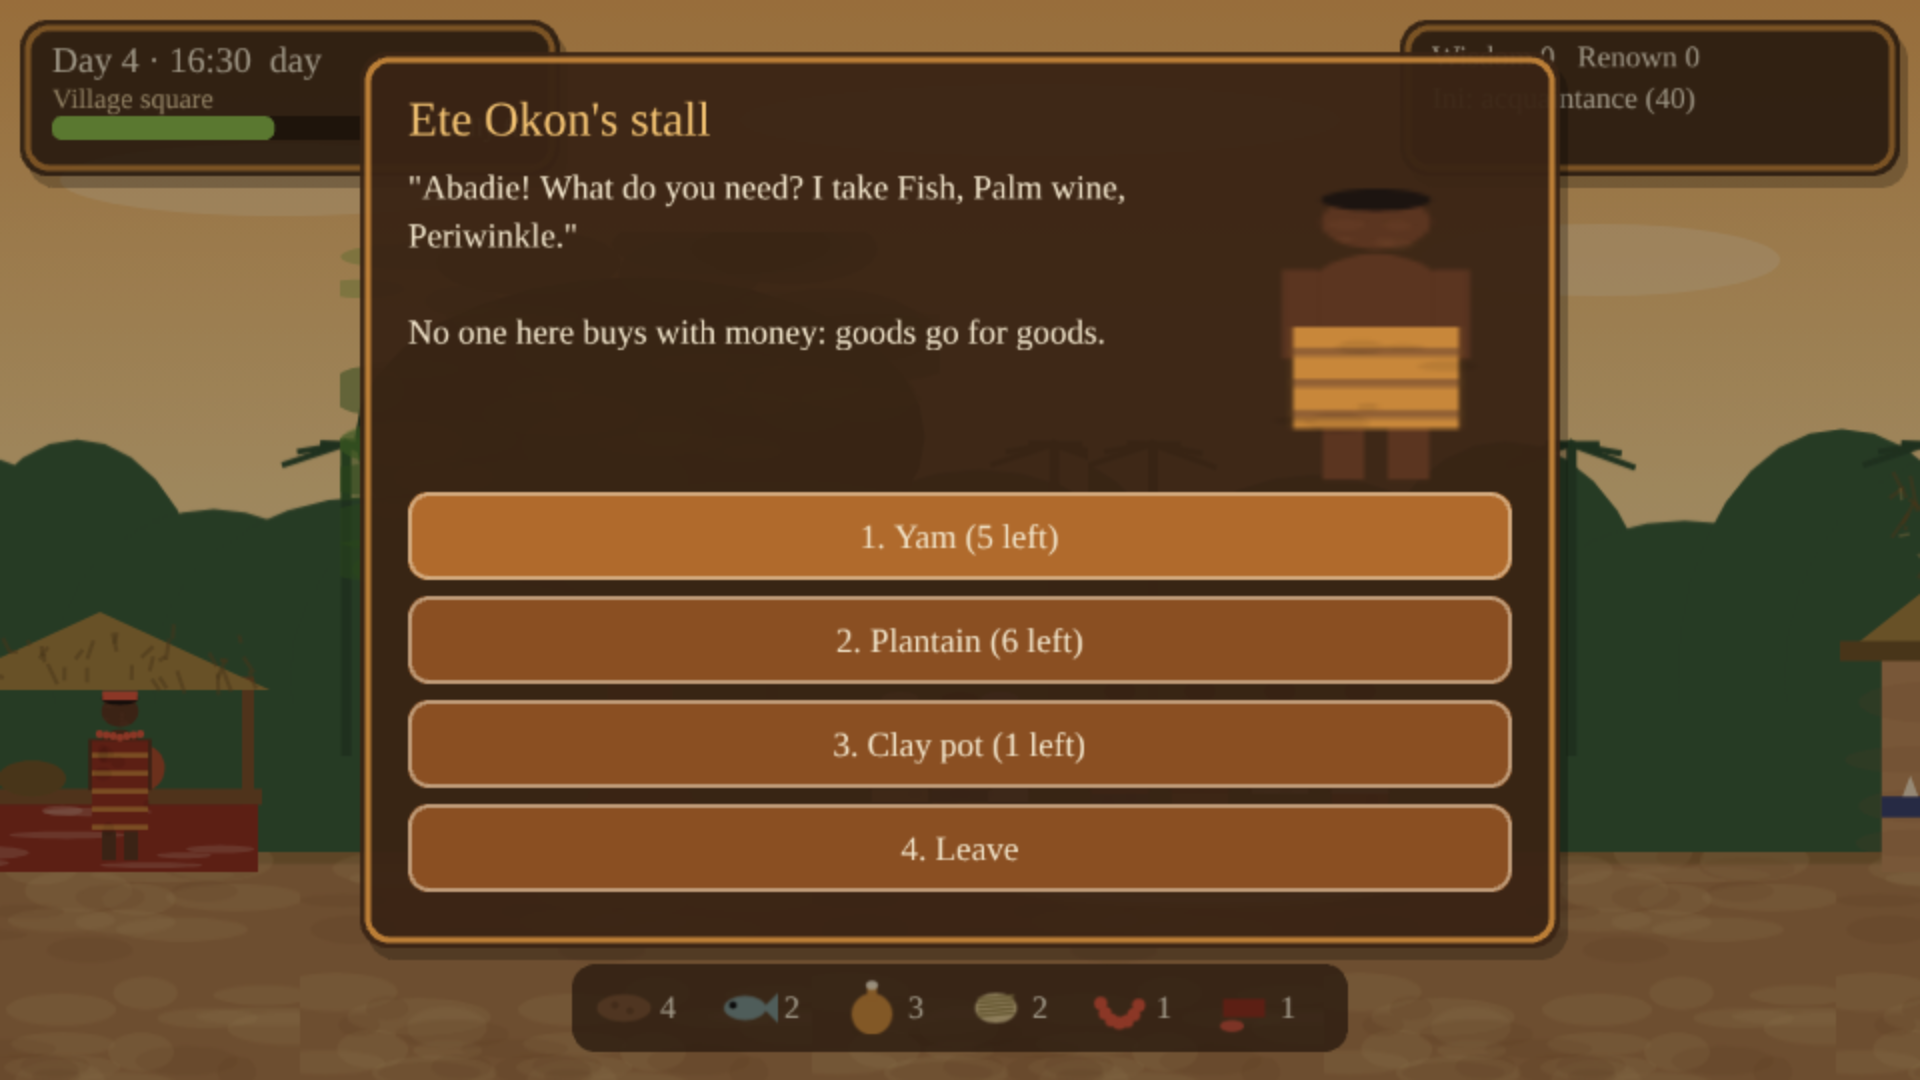 Day 4 · 16:30 day
Village square
Renown 0
(40)
Ete Okon's stall
"Abadie! What do you need? I take Fish, Palm wine,
Periwinkle."
No one here buys with money: goods go for goods.
1. Yam (5 left)
2. Plantain (6 left)
3. Clay pot (1 left)
4. Leave
4 2 3 2 1 1